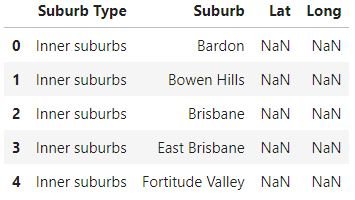 Suburb Type Suburb Lat Long
0 Inner suburbs Bardon NaN NaN
1 Inner suburbs Bowen Hills NaN NaN
2 Inner suburbs Brisbane NaN NaN
3 Inner suburbs East Brisbane NaN NaN
4 Inner suburbs Fortitude Valley NaN NaN